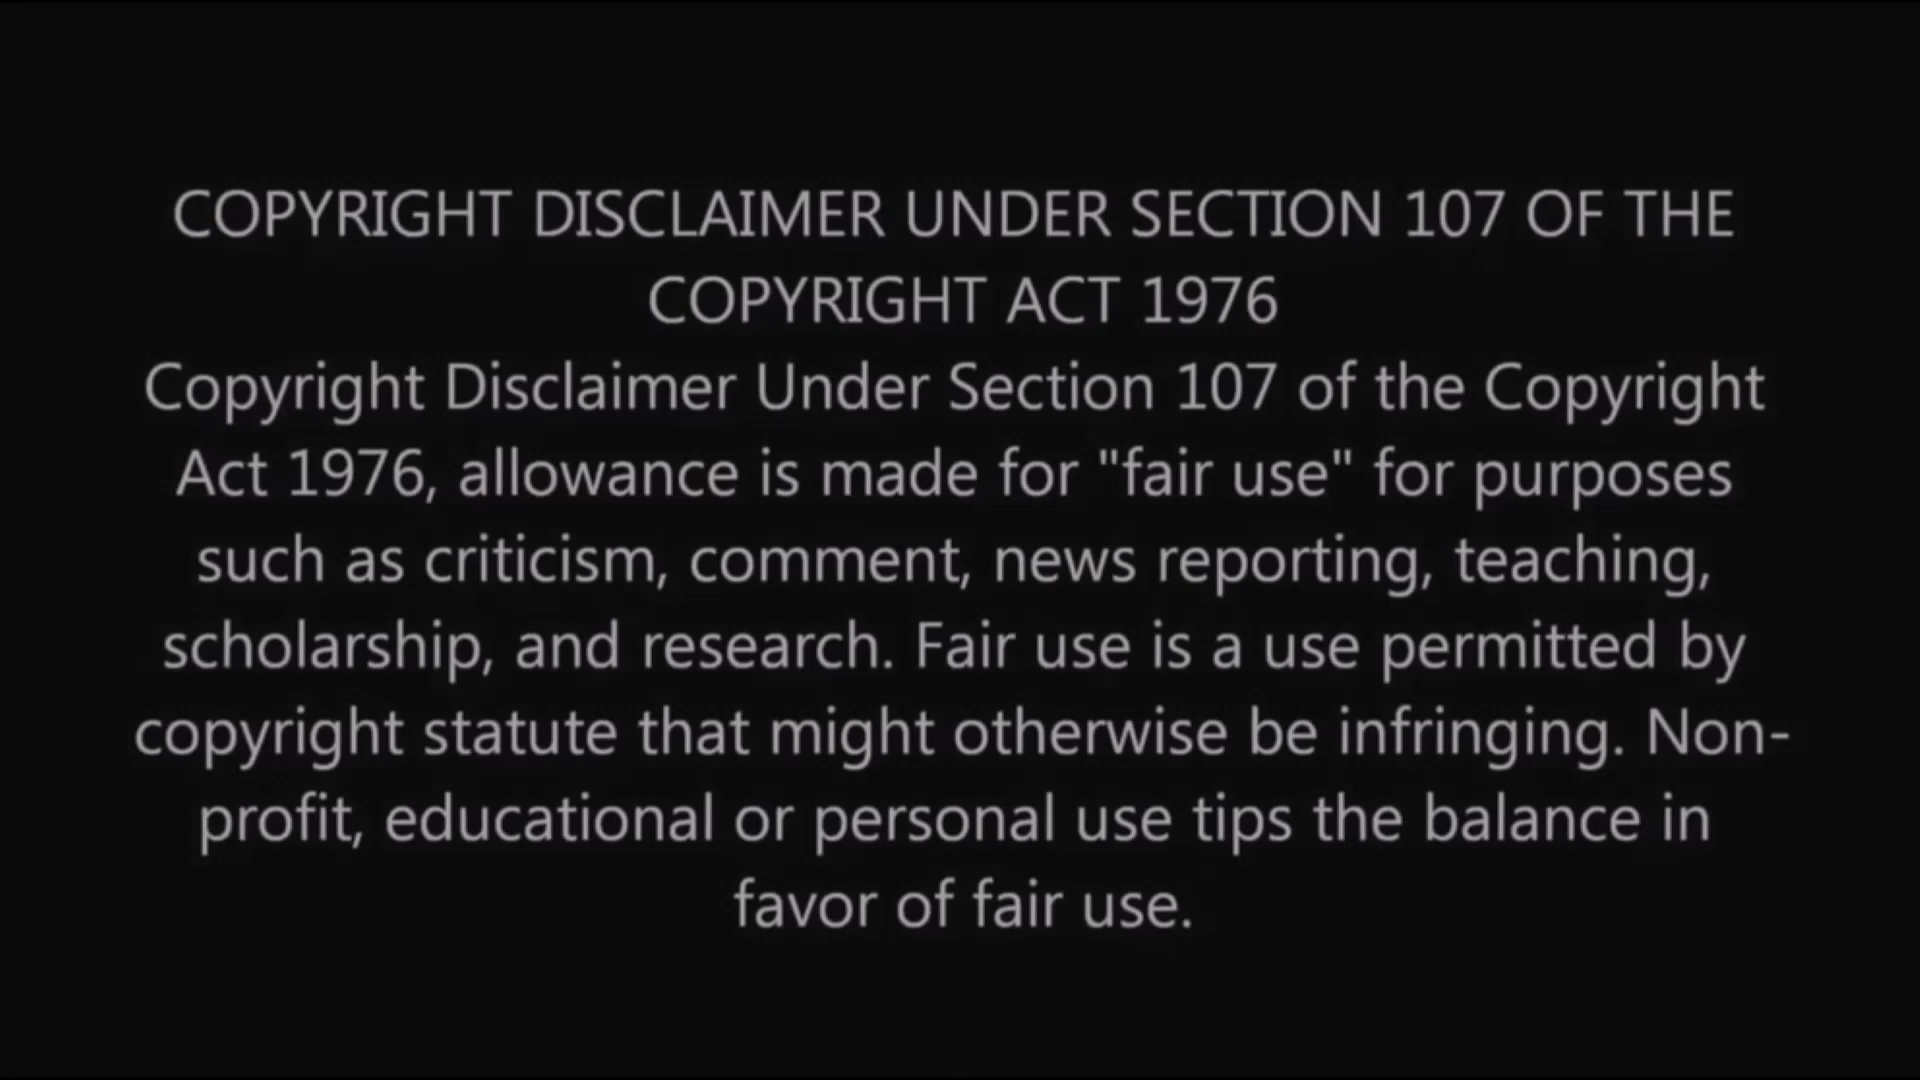 COPYRIGHT DISCLAIMER UNDER SECTION 107 OF THE
COPYRIGHT ACT 1976
Copyright Disclaimer Under Section 107 of the Copyright
Act 1976, allowance is made for "fair use" for purposes
such as criticism, comment, news reporting, teaching,
scholarship, and research. Fair use is a use permitted by
copyright statute that might otherwise be infringing. Non-
profit, educational or personal use tips the balance in
favor of fair use.